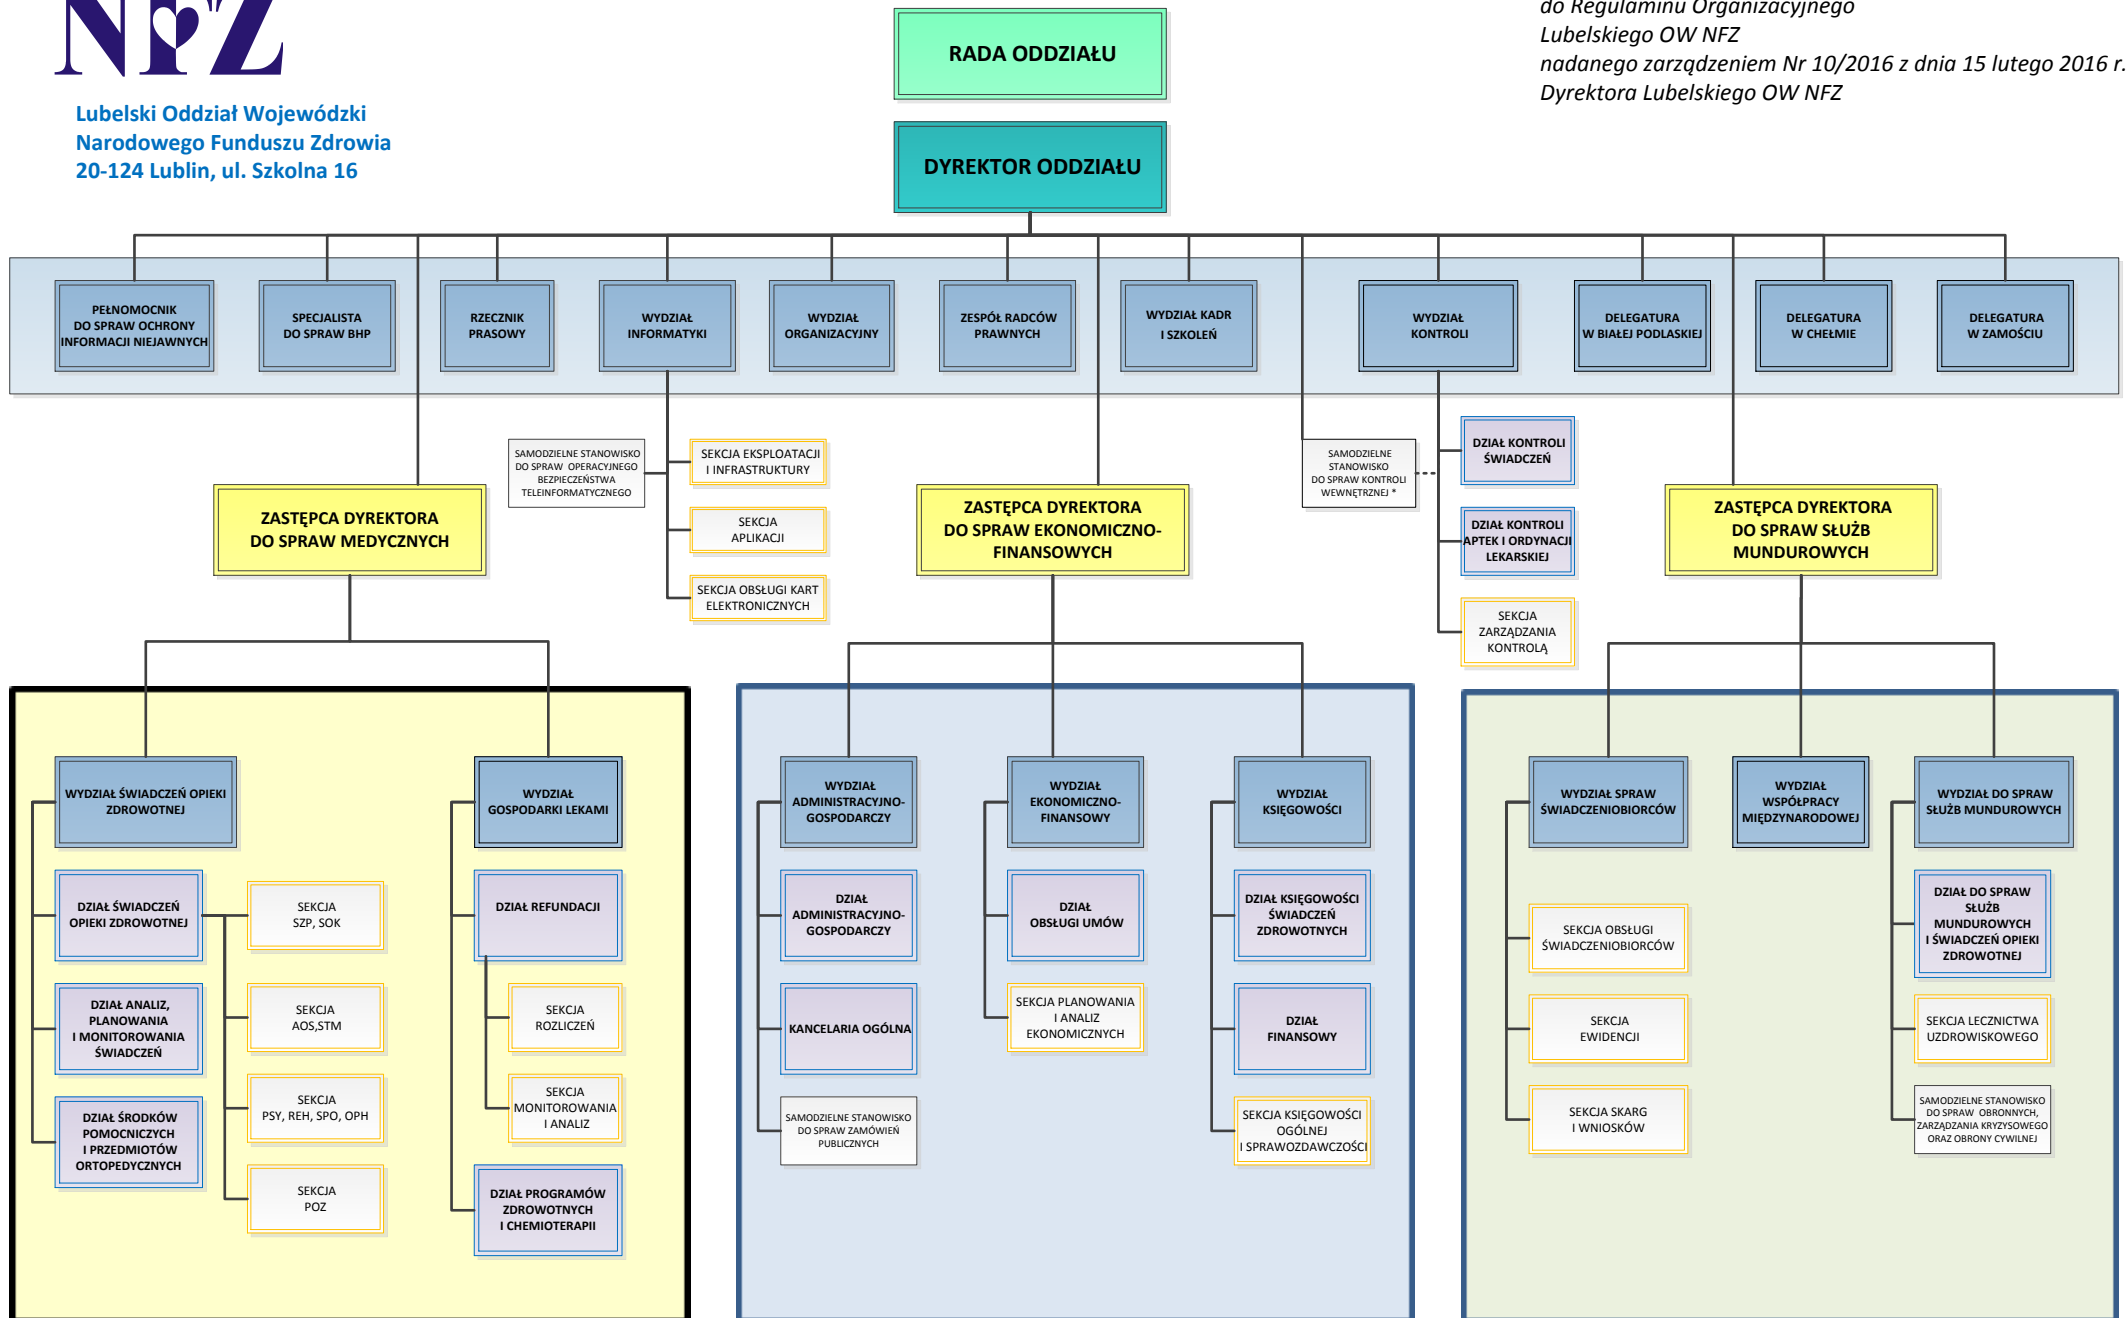 NFZ
Lubelski Oddział Wojewódzki
Narodowego Funduszu Zdrowia
20-124 Lublin, ul. Szkolna 16
do Regulaminu Organizacyjnego
Lubelskiego OW NFZ
nadanego zarządzeniem Nr 10/2016 z dnia 15 lutego 2016 r.
Dyrektora Lubelskiego OW NFZ
RADA ODDZIAŁU
DYREKTOR ODDZIAŁU
PEŁNOMOCNIK
DO SPRAW OCHRONY
INFORMACJI NIEJAWNYCH
SPECJALISTA
DO SPRAW BHP
RZECZNIK
PRASOWY
WYDZIAŁ
INFORMATYKI
WYDZIAŁ
ORGANIZACYJNY
ZESPÓŁ RADCÓW
PRAWNYCH
WYDZIAŁ KADR
I SZKOLEŃ
WYDZIAŁ
KONTROLI
DELEGATURA
W BIAŁEJ PODLASKIEJ
DELEGATURA
W CHEŁMIE
DELEGATURA
W ZAMOŚCIU
SAMODZIELNE STANOWISKO
DO SPRAW OPERACYJNEGO
BEZPIECZEŃSTWA
TELEINFORMATYCZNEGO
SEKCJA EKSPLOATACJI
I INFRASTRUKTURY
SEKCJA
APLIKACJI
SEKCJA OBSŁUGI KART
ELEKTRONICZNYCH
SAMODZIELNE
STANOWISKO
DO SPRAW KONTROLI
WEWNĘTRZNEJ *
DZIAŁ KONTROLI
ŚWIADCZEŃ
DZIAŁ KONTROLI
APTEK I ORDYNACJI
LEKARSKIEJ
SEKCJA
ZARZĄDZANIA
KONTROLĄ
ZASTĘPCA DYREKTORA
DO SPRAW MEDYCZNYCH
ZASTĘPCA DYREKTORA
DO SPRAW EKONOMICZNO-
FINANSOWYCH
ZASTĘPCA DYREKTORA
DO SPRAW SŁUŻB
MUNDUROWYCH
WYDZIAŁ ŚWIADCZEŃ OPIEKI
ZDROWOTNEJ
DZIAŁ ŚWIADCZEŃ
OPIEKI ZDROWOTNEJ
DZIAŁ ANALIZ,
PLANOWANIA
I MONITOROWANIA
ŚWIADCZEŃ
DZIAŁ ŚRODKÓW
POMOCNICZYCH
I PRZEDMIOTÓW
ORTOPEDYCZNYCH
SEKCJA
SZP, SOK
SEKCJA
AOS,STM
SEKCJA
PSY, REH, SPO, OPH
SEKCJA
POZ
WYDZIAŁ
GOSPODARKI LEKAMI
DZIAŁ REFUNDACJI
SEKCJA
ROZLICZEŃ
SEKCJA
MONITOROWANIA
I ANALIZ
DZIAŁ PROGRAMÓW
ZDROWOTNYCH
I CHEMIOTERAPII
WYDZIAŁ
ADMINISTRACYJNO-
GOSPODARCZY
DZIAŁ
ADMINISTRACYJNO-
GOSPODARCZY
KANCELARIA OGÓLNA
SAMODZIELNE STANOWISKO
DO SPRAW ZAMÓWIEŃ
PUBLICZNYCH
WYDZIAŁ
EKONOMICZNO-
FINANSOWY
DZIAŁ
OBSŁUGI UMÓW
SEKCJA PLANOWANIA
I ANALIZ
EKONOMICZNYCH
WYDZIAŁ
KSIĘGOWOŚCI
DZIAŁ KSIĘGOWOŚCI
ŚWIADCZEŃ
ZDROWOTNYCH
DZIAŁ
FINANSOWY
SEKCJA KSIĘGOWOŚCI
OGÓLNEJ
I SPRAWOZDAWCZOŚCI
WYDZIAŁ SPRAW
ŚWIADCZENIOBIORCÓW
SEKCJA OBSŁUGI
ŚWIADCZENIOBIORCÓW
SEKCJA
EWIDENCJI
SEKCJA SKARG
I WNIOSKÓW
WYDZIAŁ
WSPÓŁPRACY
MIĘDZYNARODOWEJ
WYDZIAŁ DO SPRAW
SŁUŻB MUNDUROWYCH
DZIAŁ DO SPRAW
SŁUŻB
MUNDUROWYCH
I ŚWIADCZEŃ OPIEKI
ZDROWOTNEJ
SEKCJA LECZNICTWA
UZDROWISKOWEGO
SAMODZIELNE STANOWISKO
DO SPRAW OBRONNYCH,
ZARZĄDZANIA KRYZYSOWEGO
ORAZ OBRONY CYWILNEJ